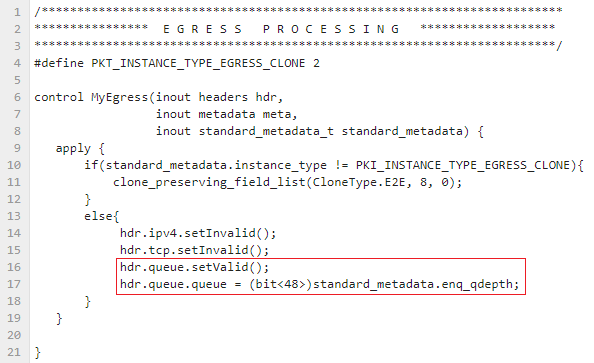 1 /*************************************************************************
2 **************** E G R E S S P R O C E S S I N G *******************
3 *************************************************************************/
4 #define PKT_INSTANCE_TYPE_EGRESS_CLONE 2
5
6 control MyEgress(inout headers hdr,
7 inout metadata meta,
8 inout standard_metadata_t standard_metadata) {
9 apply {
10 if(standard_metadata.instance_type != PKI_INSTANCE_TYPE_EGRESS_CLONE){
11 clone_preserving_field_list(CloneType.E2E, 8, 0);
12 }
13 else{
14 hdr.ipv4.setInvalid();
15 hdr.tcp.setInvalid();
16 hdr.queue.setValid();
17 hdr.queue.queue = (bit<48>)standard_metadata.enq_qdepth;
18 }
19 }
20
21 }